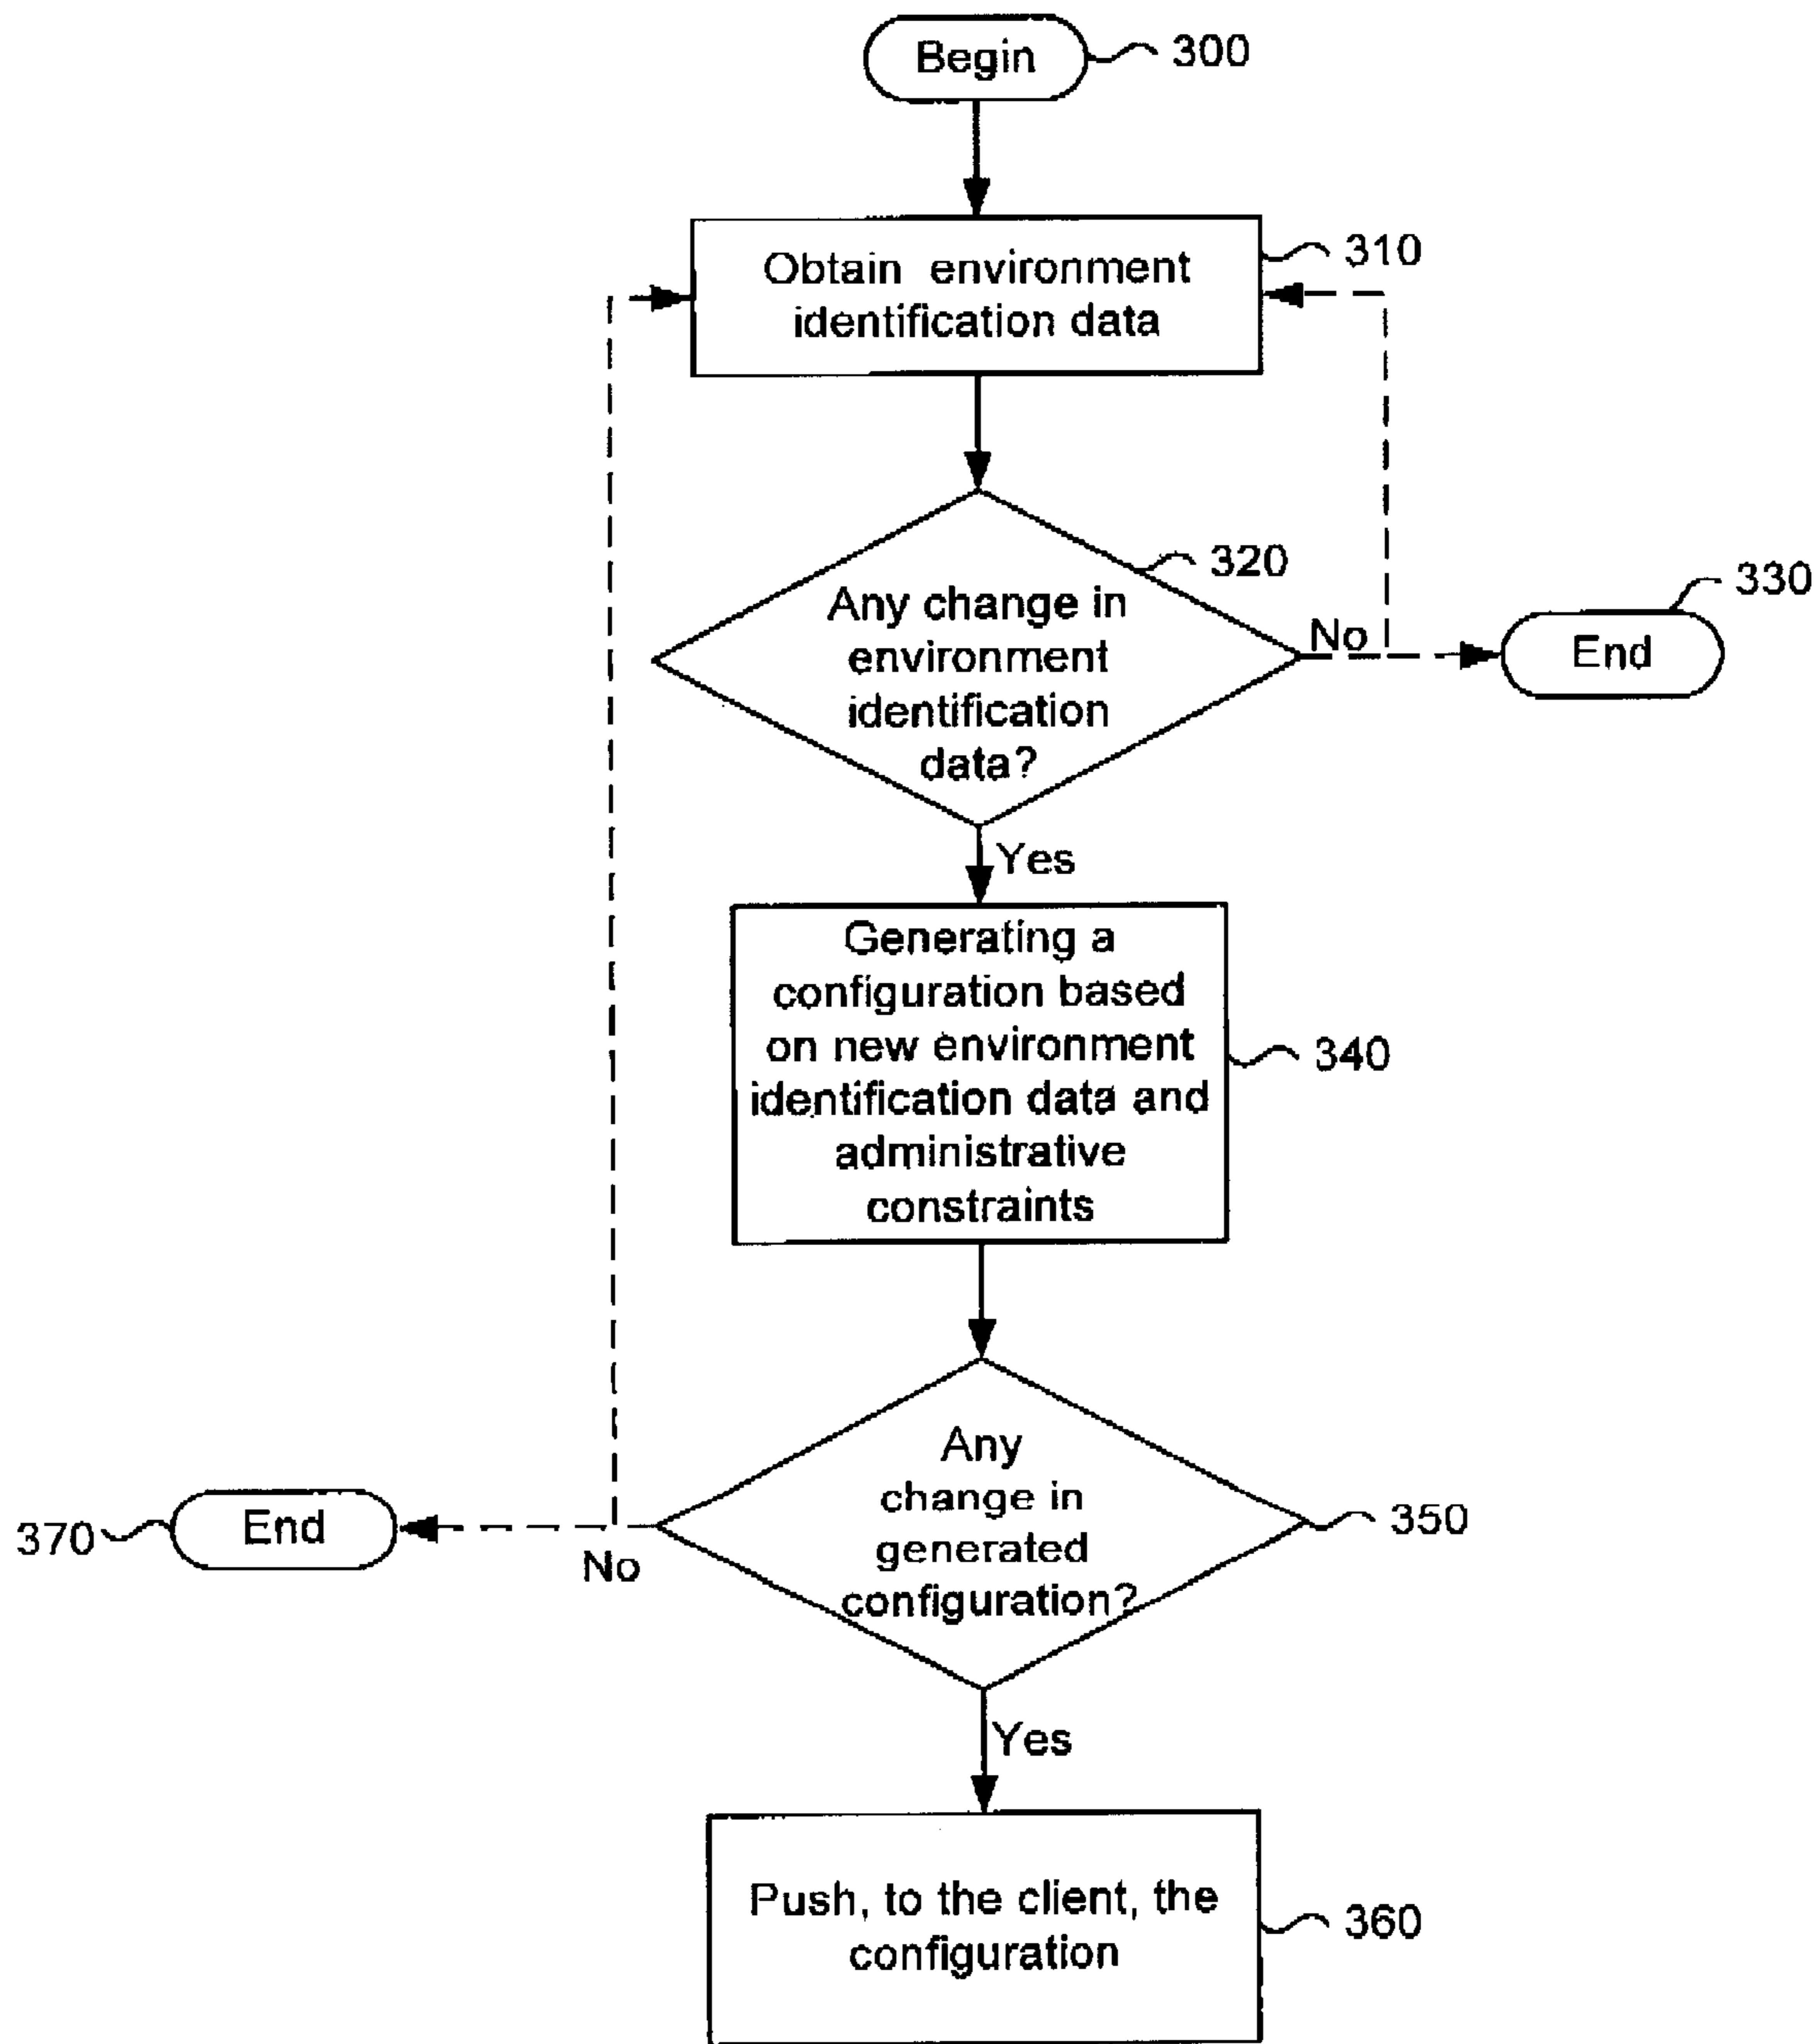 Begin
300
Obtain environment
identification data
310
Any change in
environment
identification
data?
320
No
End
330
Yes
Generating a
configuration based
on new environment
identification data and
administrative
constraints
340
Any
change in
generated
configuration?
350
No
End
370
Yes
Push, to the client, the
configuration
360